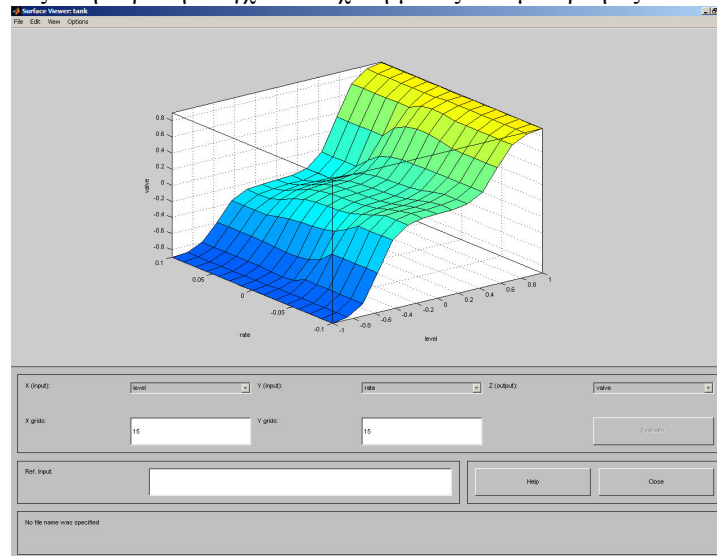 Surface Viewer: tank
File Edit View Options
0.8
0.6
0.4
0.2
0
-0.2
-0.4
-0.6
-0.8
valve
0.1
0.05
0
-0.05
-0.1
rate
-1
-0.8
-0.6
-0.4
-0.2
0
0.2
0.4
0.6
0.8
1
level
X (input): level Y (input): rate Z (output): valve
X grids: 15 Y grids: 15
Ref. input:
Help Close
No file name was specified